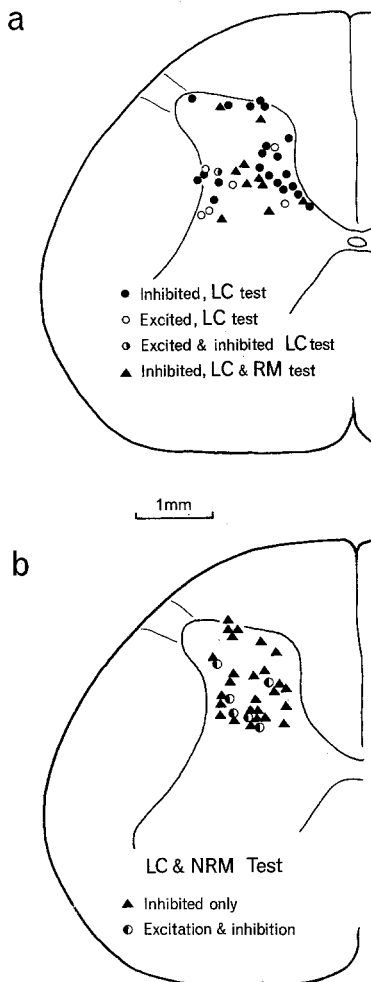 a
Inhibited, LC test
Excited, LC test
Excited & inhibited LC test
Inhibited, LC & RM test
1mm
b
LC & NRM Test
Inhibited only
Excitation & inhibition